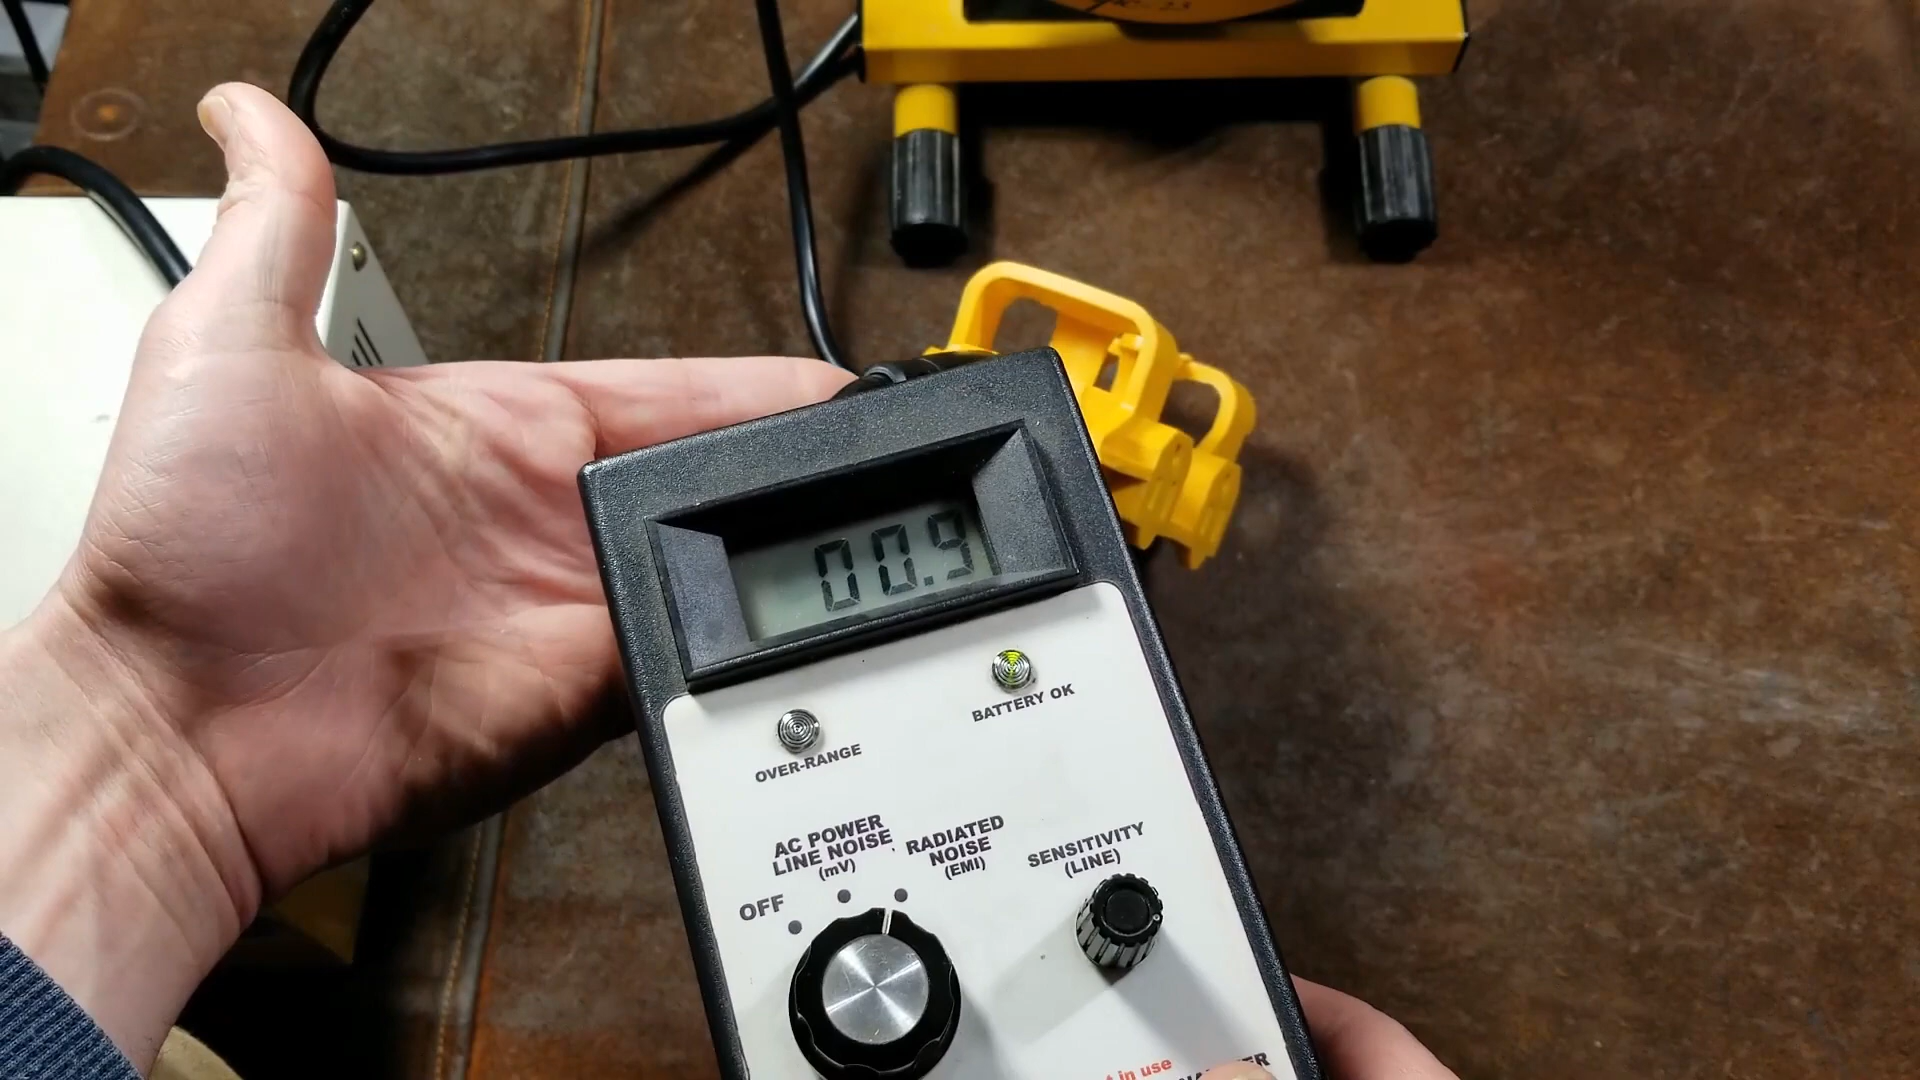 00.9
BATTERY OK
OVER-RANGE
AC POWER
LINE NOISE
(mV)
RADIATED
NOISE
(EMI)
SENSITIVITY
(LINE)
OFF
in use